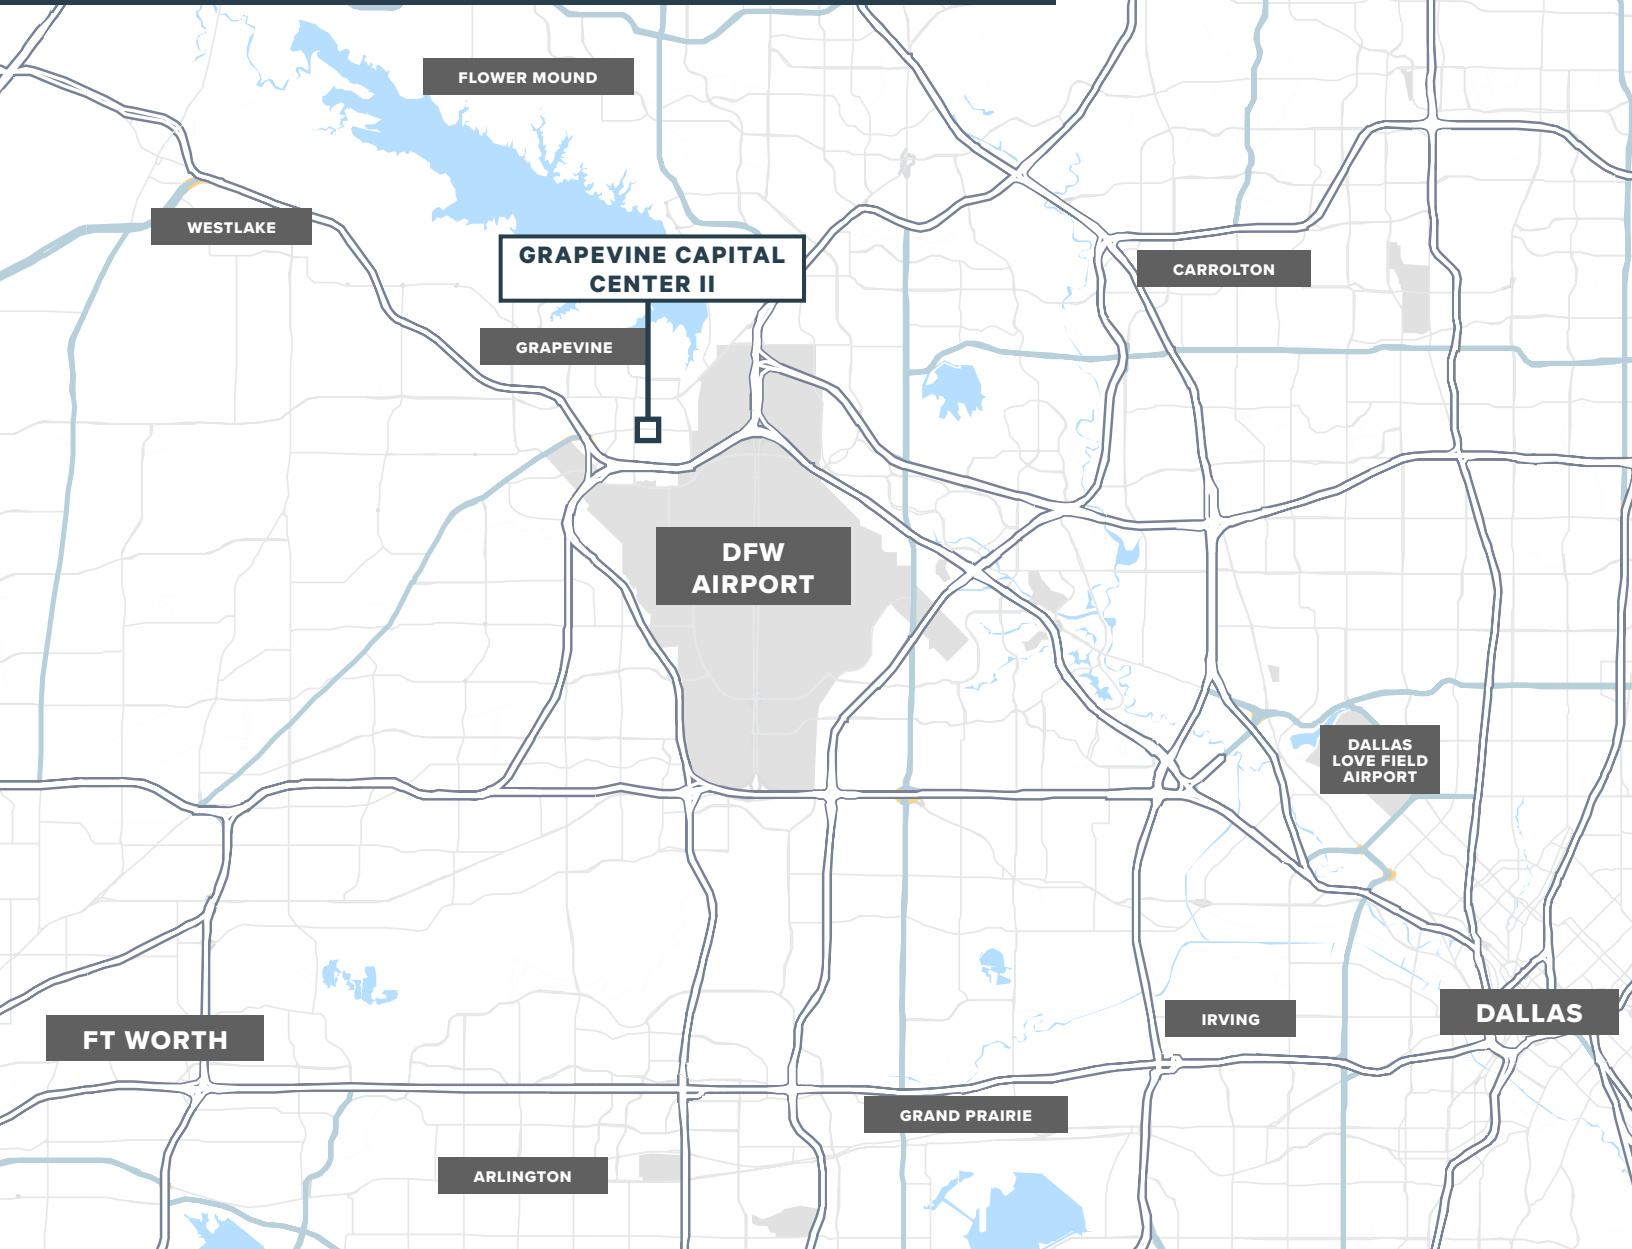 FLOWER MOUND
WESTLAKE
GRAPEVINE CAPITAL
CENTER II
CARROLTON
GRAPEVINE
DFW
AIRPORT
DALLAS
LOVE FIELD
AIRPORT
FT WORTH
IRVING
DALLAS
GRAND PRAIRIE
ARLINGTON